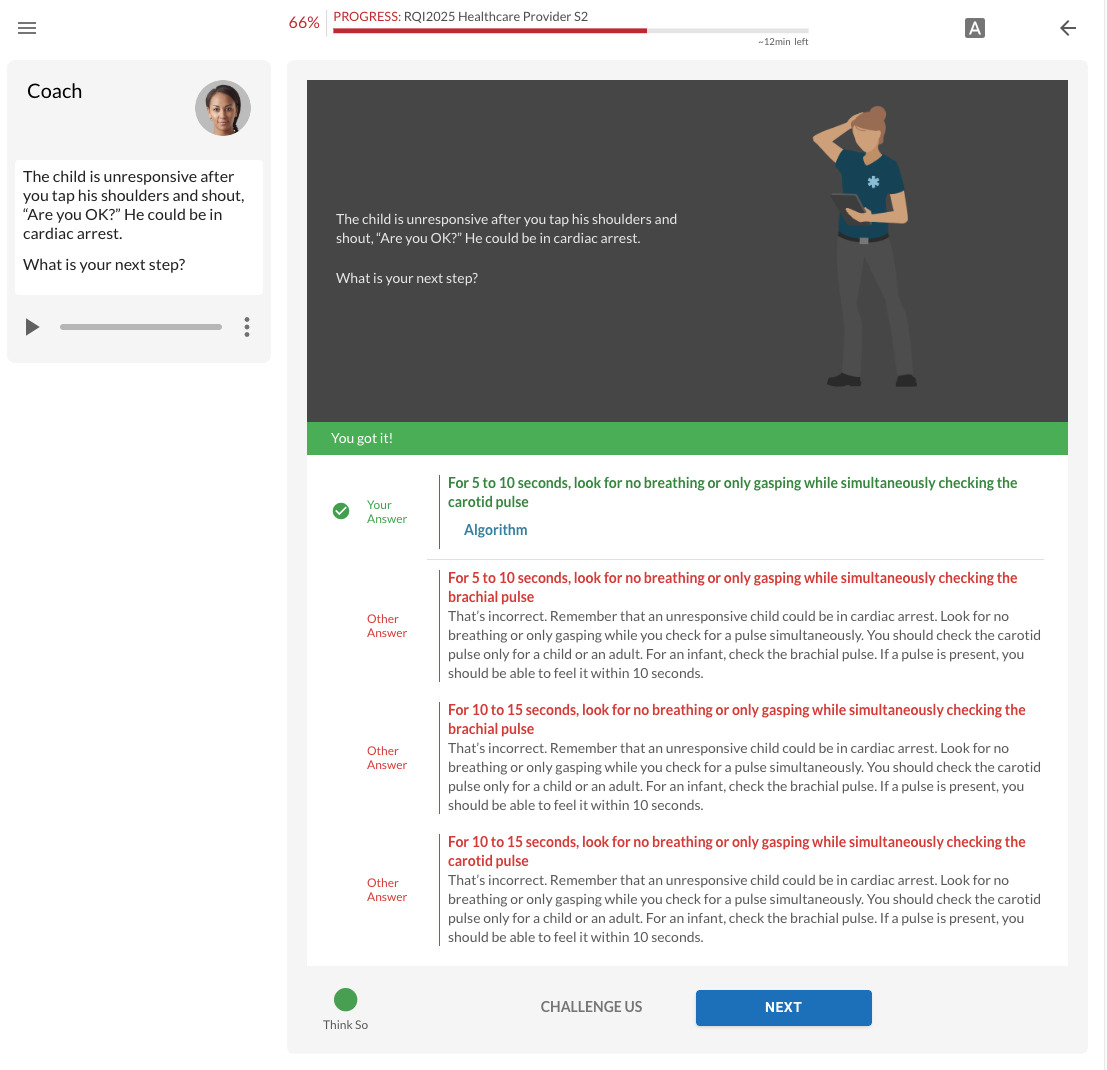 66%
PROGRESS: RQI2025 Healthcare Provider S2
~12min left
A
Coach
The child is unresponsive after
you tap his shoulders and shout,
“Are you OK?” He could be in
cardiac arrest.
What is your next step?
The child is unresponsive after you tap his shoulders and
shout, “Are you OK?” He could be in cardiac arrest.
What is your next step?
You got it!
Your
Answer
For 5 to 10 seconds, look for no breathing or only gasping while simultaneously checking the
carotid pulse
Algorithm
Other
Answer
For 5 to 10 seconds, look for no breathing or only gasping while simultaneously checking the
brachial pulse
That’s incorrect. Remember that an unresponsive child could be in cardiac arrest. Look for no
breathing or only gasping while you check for a pulse simultaneously. You should check the carotid
pulse only for a child or an adult. For an infant, check the brachial pulse. If a pulse is present, you
should be able to feel it within 10 seconds.
Other
Answer
For 10 to 15 seconds, look for no breathing or only gasping while simultaneously checking the
brachial pulse
That’s incorrect. Remember that an unresponsive child could be in cardiac arrest. Look for no
breathing or only gasping while you check for a pulse simultaneously. You should check the carotid
pulse only for a child or an adult. For an infant, check the brachial pulse. If a pulse is present, you
should be able to feel it within 10 seconds.
Other
Answer
For 10 to 15 seconds, look for no breathing or only gasping while simultaneously checking the
carotid pulse
That’s incorrect. Remember that an unresponsive child could be in cardiac arrest. Look for no
breathing or only gasping while you check for a pulse simultaneously. You should check the carotid
pulse only for a child or an adult. For an infant, check the brachial pulse. If a pulse is present, you
should be able to feel it within 10 seconds.
Think So
CHALLENGE US
NEXT